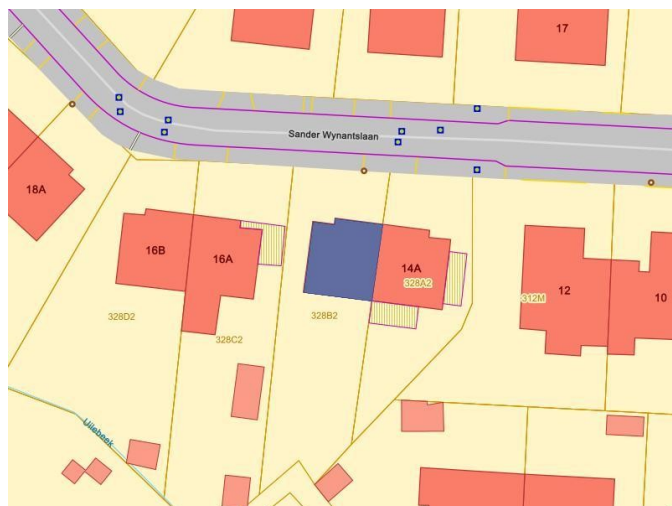 17
Sander Wynantslaan
18A
16B
16A
14A
328A2
12
312M
10
328D2
328B2
328C2
Uilebeek